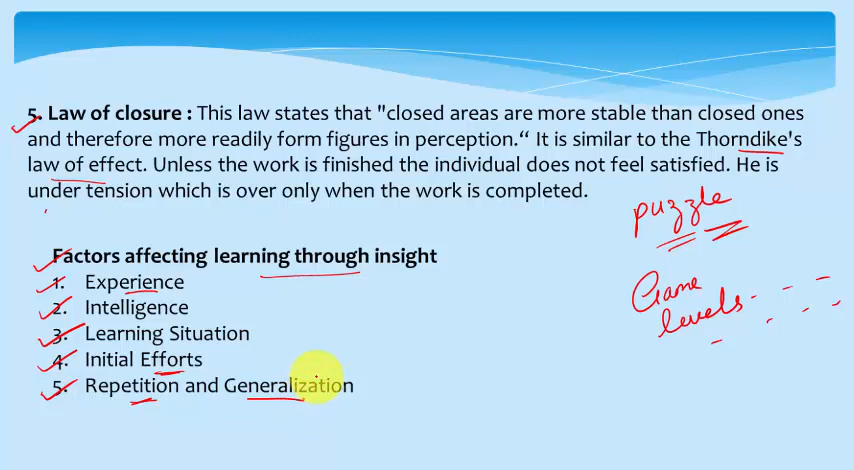 5. Law of closure : This law states that "closed areas are more stable than closed ones
and therefore more readily form figures in perception.“ It is similar to the Thorndike's
law of effect. Unless the work is finished the individual does not feel satisfied. He is
under tension which is over only when the work is completed.
puzzle
Factors affecting learning through insight
1. Experience
2. Intelligence
3. Learning Situation
4. Initial Efforts
5. Repetition and Generalization
Game
levels